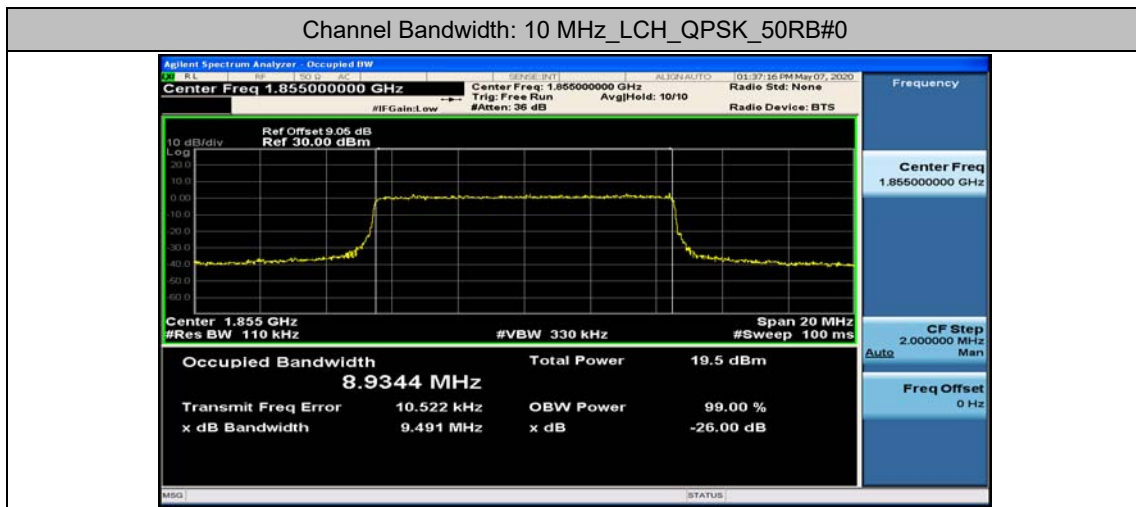 Channel Bandwidth: 10 MHz_LCH_QPSK_50RB#0
Agilent Spectrum Analyzer - Occupied BW
RL RF 50 Ω AC SENSE:INT ALIGN AUTO 01:37:16 PM May 07, 2020
Center Freq 1.855000000 GHz Center Freq: 1.855000000 GHz Radio Std: None
Trig: Free Run Avg|Hold: 10/10
#IFGain:Low #Atten: 36 dB Radio Device: BTS
Ref Offset 9.05 dB
10 dB/div Ref 30.00 dBm
Log
20.0
10.0
0.00
-10.0
-20.0
-30.0
-40.0
-50.0
-60.0
Center 1.855 GHz Span 20 MHz
#Res BW 110 kHz #VBW 330 kHz #Sweep 100 ms
Occupied Bandwidth Total Power 19.5 dBm
8.9344 MHz
Transmit Freq Error 10.522 kHz OBW Power 99.00 %
x dB Bandwidth 9.491 MHz x dB -26.00 dB
MSG STATUS
Frequency
Center Freq
1.855000000 GHz
CF Step
2.000000 MHz
Auto Man
Freq Offset
0 Hz